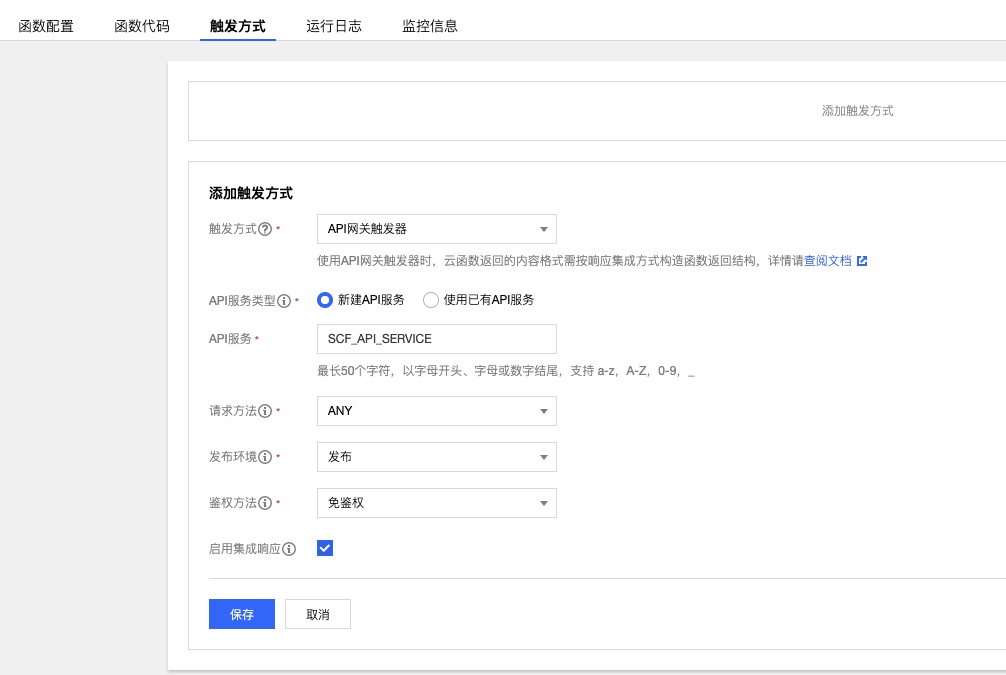 函数配置 函数代码 触发方式 运行日志 监控信息
添加触发方式
添加触发方式
触发方式 * API网关触发器
使用API网关触发器时，云函数返回的内容格式需按响应集成方式构造函数返回结构，详情请查阅文档
API服务类型 * 新建API服务 使用已有API服务
API服务 * SCF_API_SERVICE
最长50个字符，以字母开头、字母或数字结尾，支持 a-z，A-Z，0-9，_
请求方法 * ANY
发布环境 * 发布
鉴权方法 * 免鉴权
启用集成响应
保存 取消